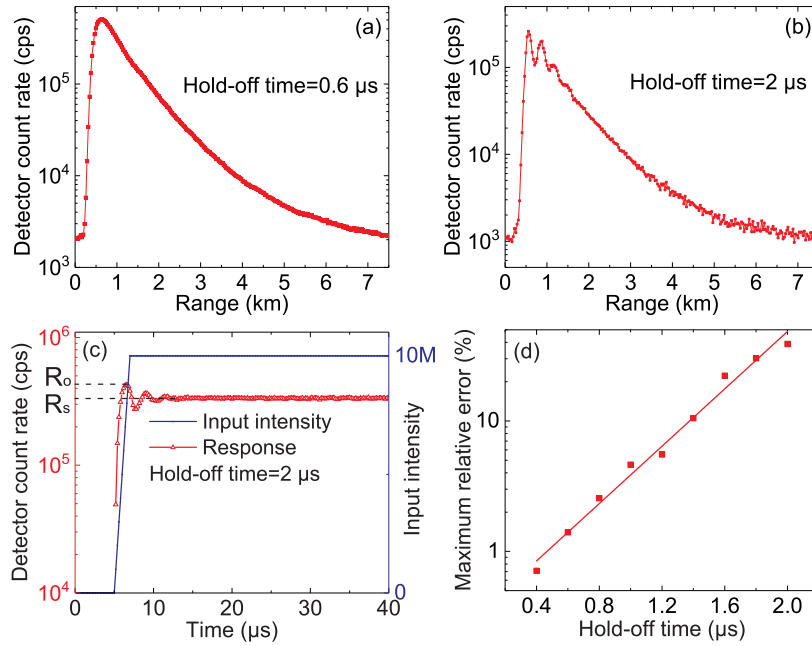 (a)
Detector count rate (cps)
10^5
10^4
10^3
Hold-off time=0.6 µs
0 1 2 3 4 5 6 7
Range (km)
(b)
Detector count rate (cps)
10^5
10^4
10^3
Hold-off time=2 µs
0 1 2 3 4 5 6 7
Range (km)
(c)
Detector count rate (cps)
10^6
10^5
10^4
R_o
R_s
10M
0
Input intensity
Input intensity
Response
Hold-off time=2 µs
0 10 20 30 40
Time (µs)
(d)
Maximum relative error (%)
10
1
0.4 0.8 1.2 1.6 2.0
Hold-off time (µs)